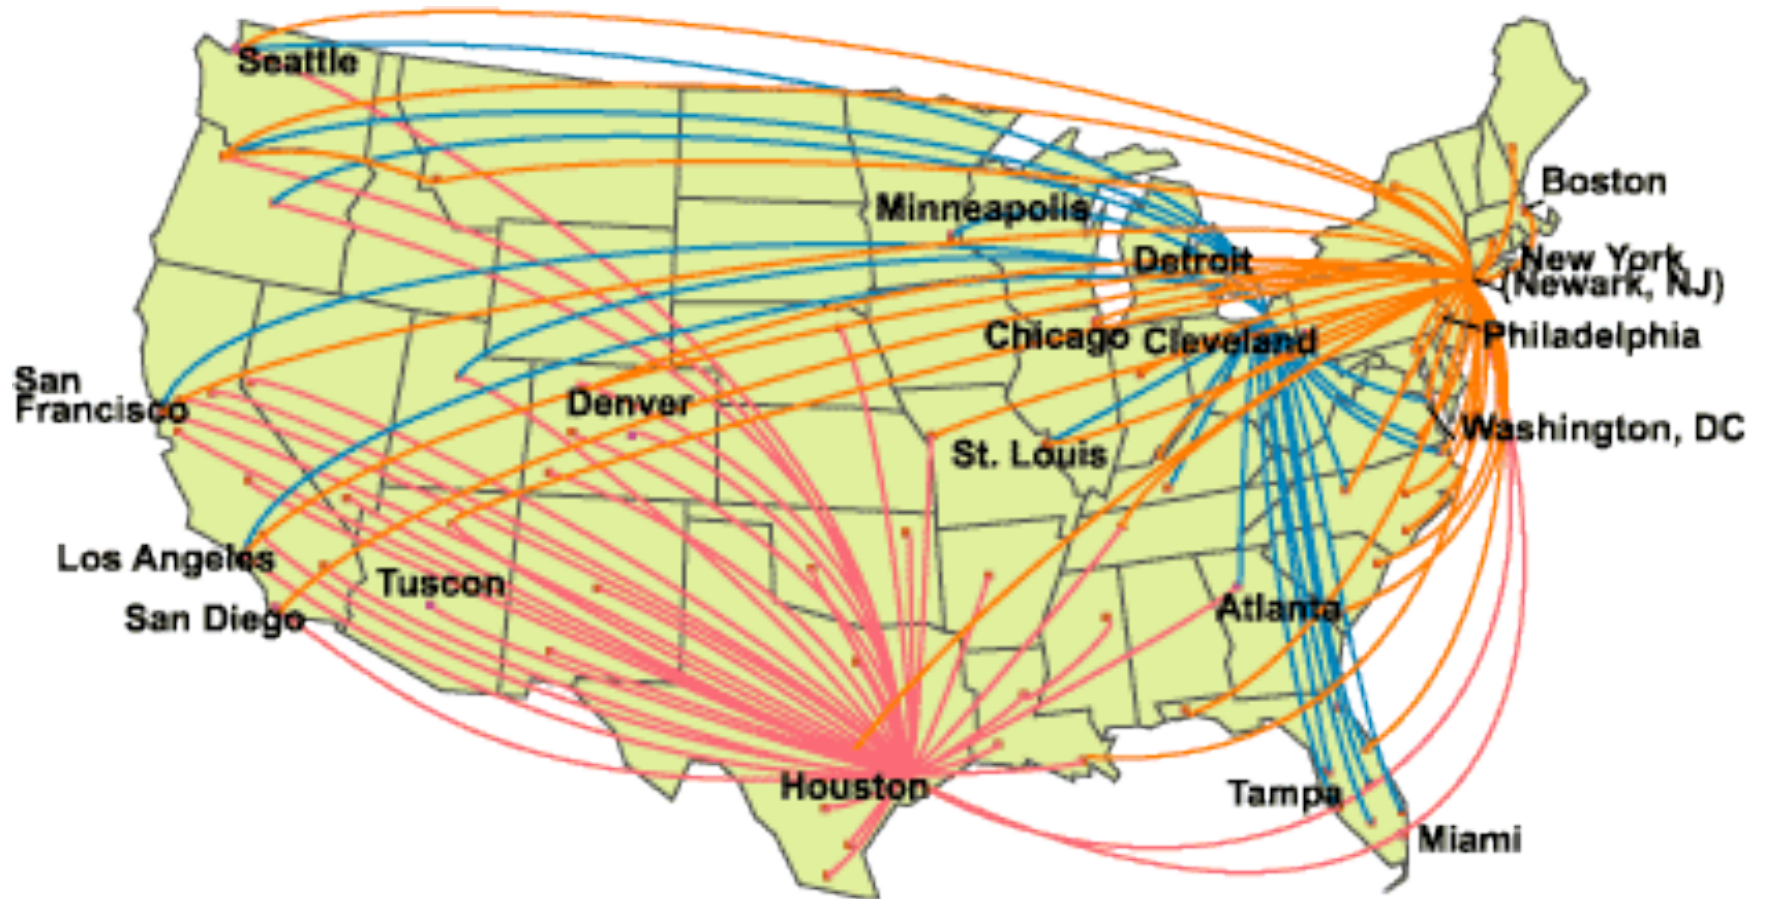 Seattle
Boston
Minneapolis
Detroit
New York
(Newark, NJ)
Chicago
Cleveland
Philadelphia
San
Francisco
Denver
St. Louis
Washington, DC
Los Angeles
Tuscon
San Diego
Atlanta
Houston
Tampa
Miami